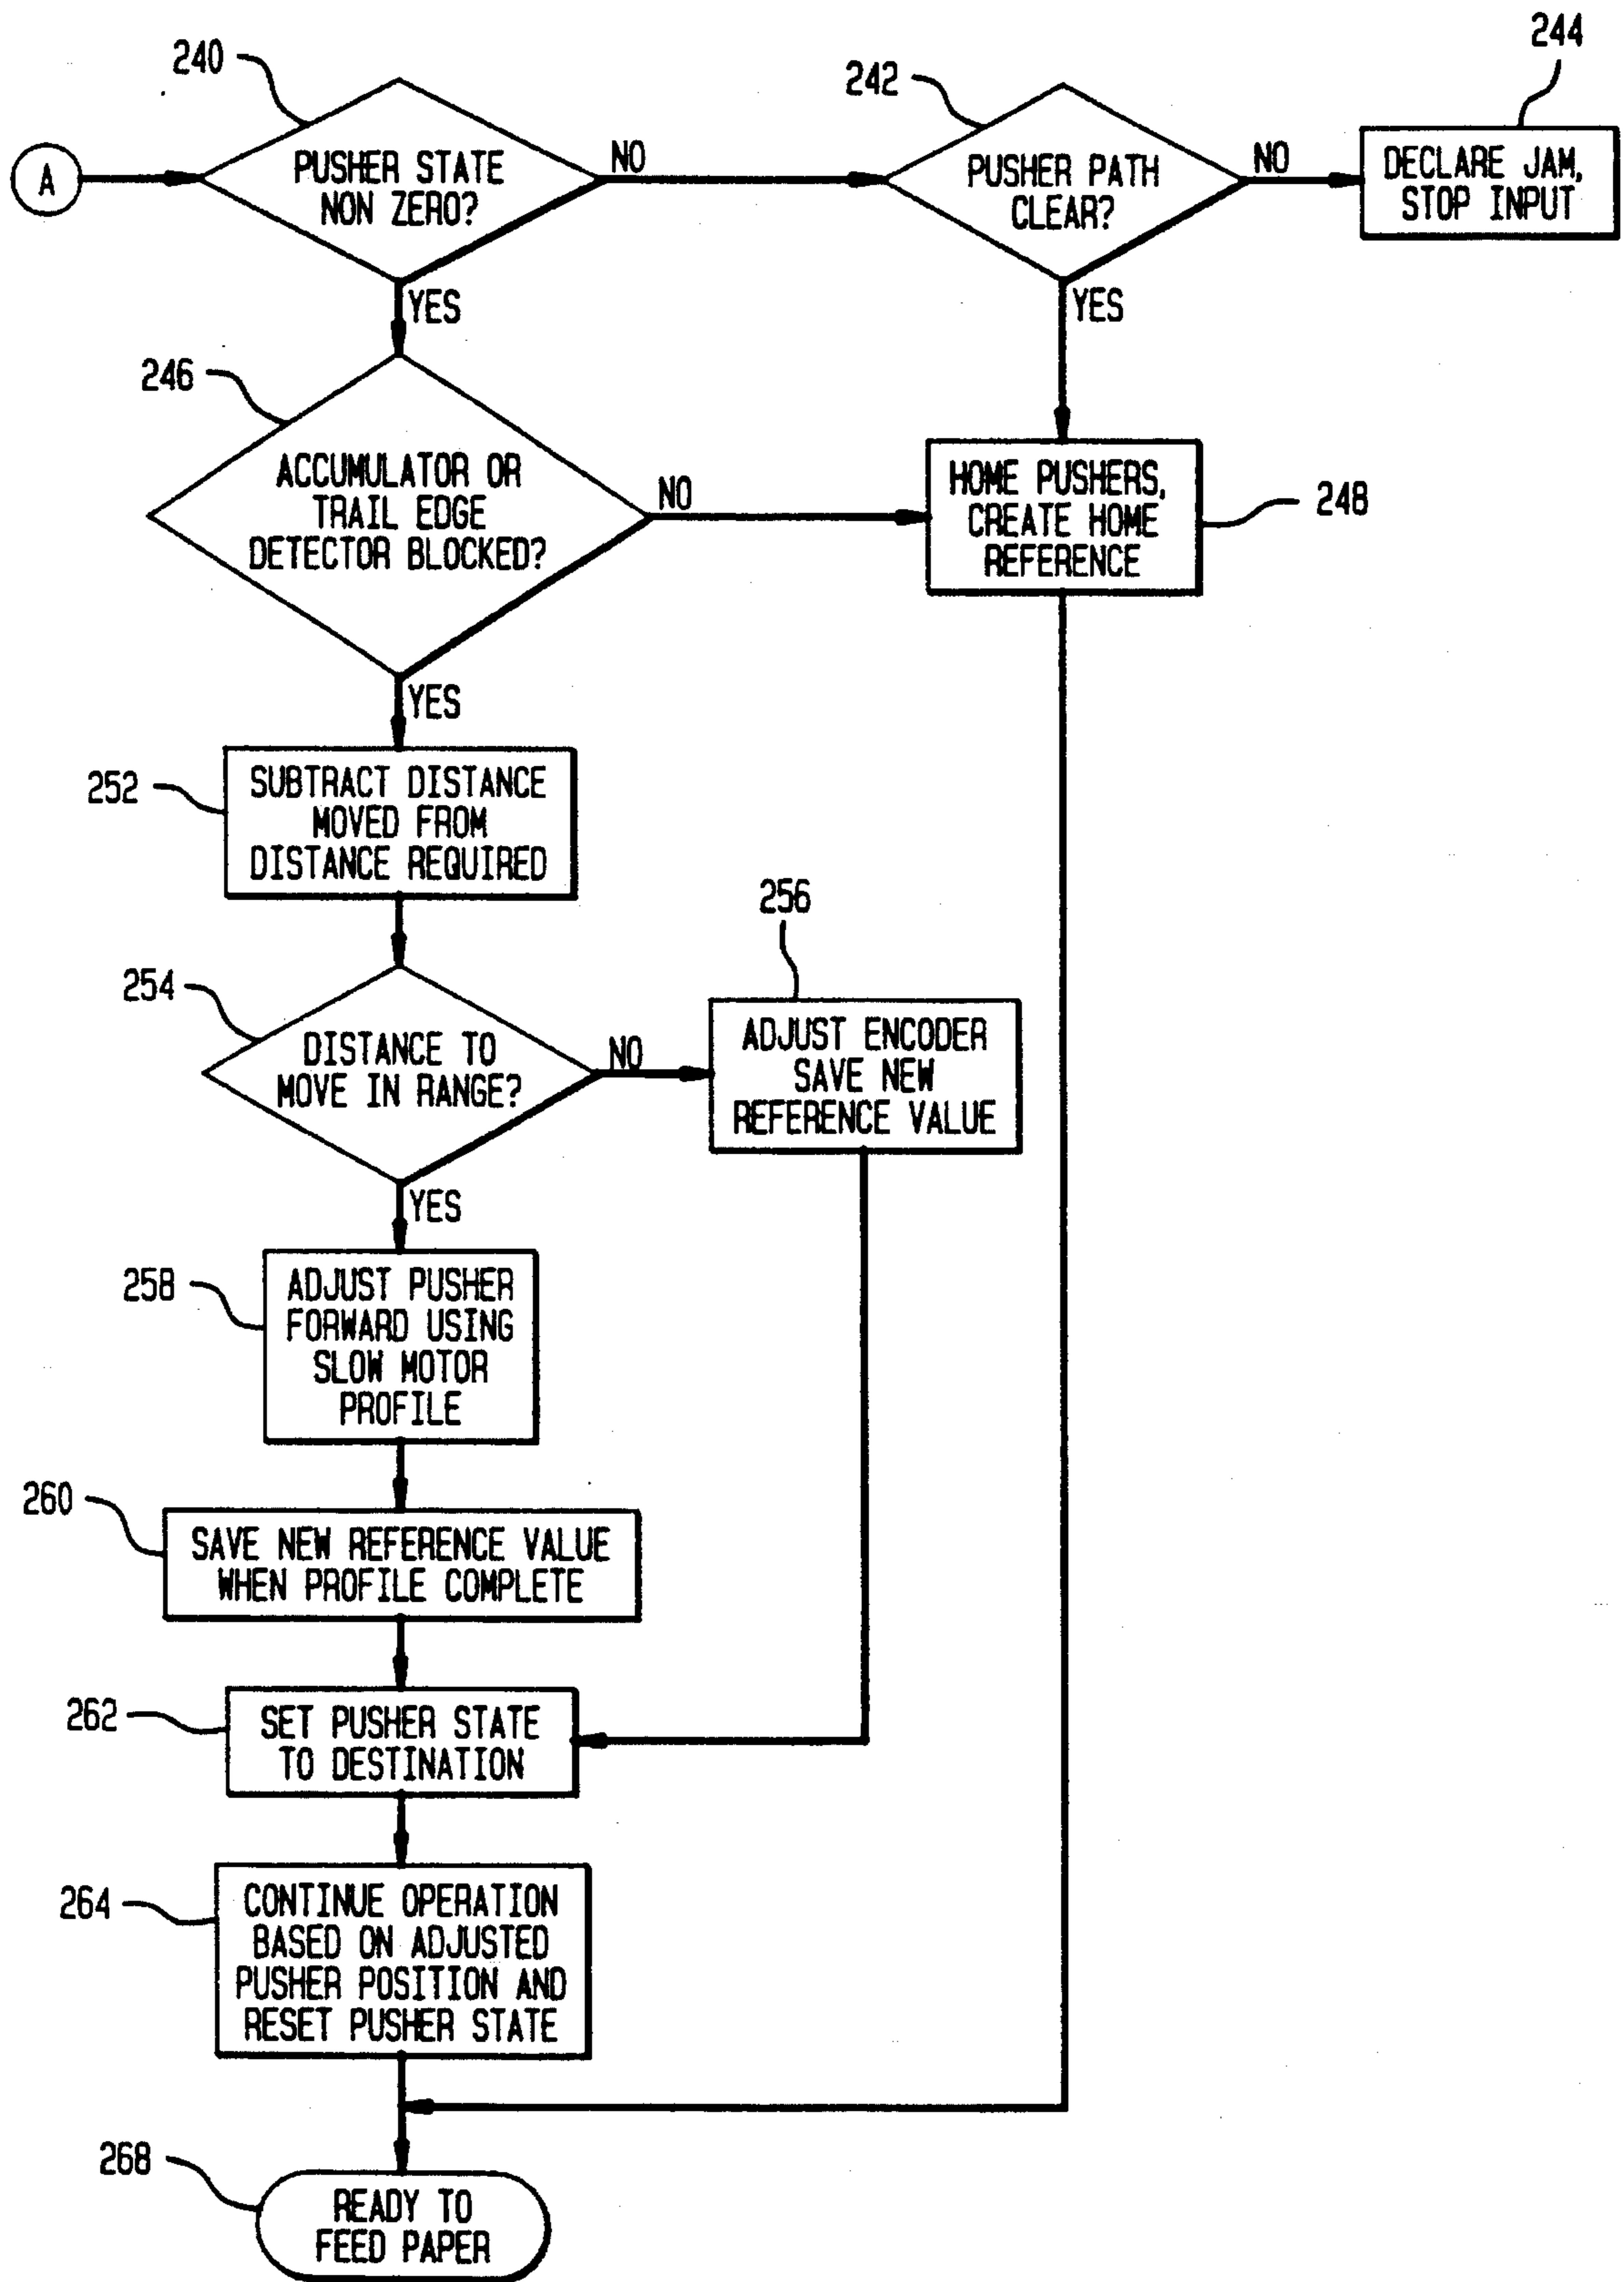 244
240
242
A
PUSHER STATE
NON ZERO?
NO
PUSHER PATH
CLEAR?
NO
DECLARE JAM,
STOP INPUT
YES
YES
246
ACCUMULATOR OR
TRAIL EDGE
DETECTOR BLOCKED?
NO
HOME PUSHERS,
CREATE HOME
REFERENCE
248
YES
252
SUBTRACT DISTANCE
MOVED FROM
DISTANCE REQUIRED
256
254
DISTANCE TO
MOVE IN RANGE?
NO
ADJUST ENCODER
SAVE NEW
REFERENCE VALUE
YES
258
ADJUST PUSHER
FORWARD USING
SLOW MOTOR
PROFILE
260
SAVE NEW REFERENCE VALUE
WHEN PROFILE COMPLETE
262
SET PUSHER STATE
TO DESTINATION
264
CONTINUE OPERATION
BASED ON ADJUSTED
PUSHER POSITION AND
RESET PUSHER STATE
268
READY TO
FEED PAPER